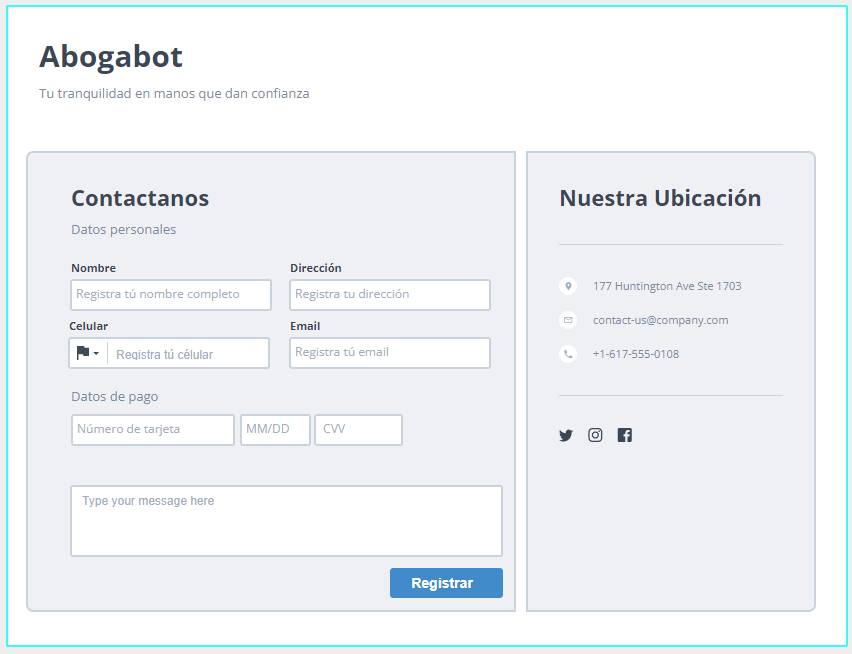 Abogabot
Tu tranquilidad en manos que dan confianza
Contactanos
Datos personales
Nombre
Dirección
Registra tú nombre completo
Registra tu dirección
Celular
Email
Registra tú célular
Registra tú email
Datos de pago
Número de tarjeta
MM/DD
CVV
Type your message here
Registrar
Nuestra Ubicación
177 Huntington Ave Ste 1703
contact-us@company.com
+1-617-555-0108